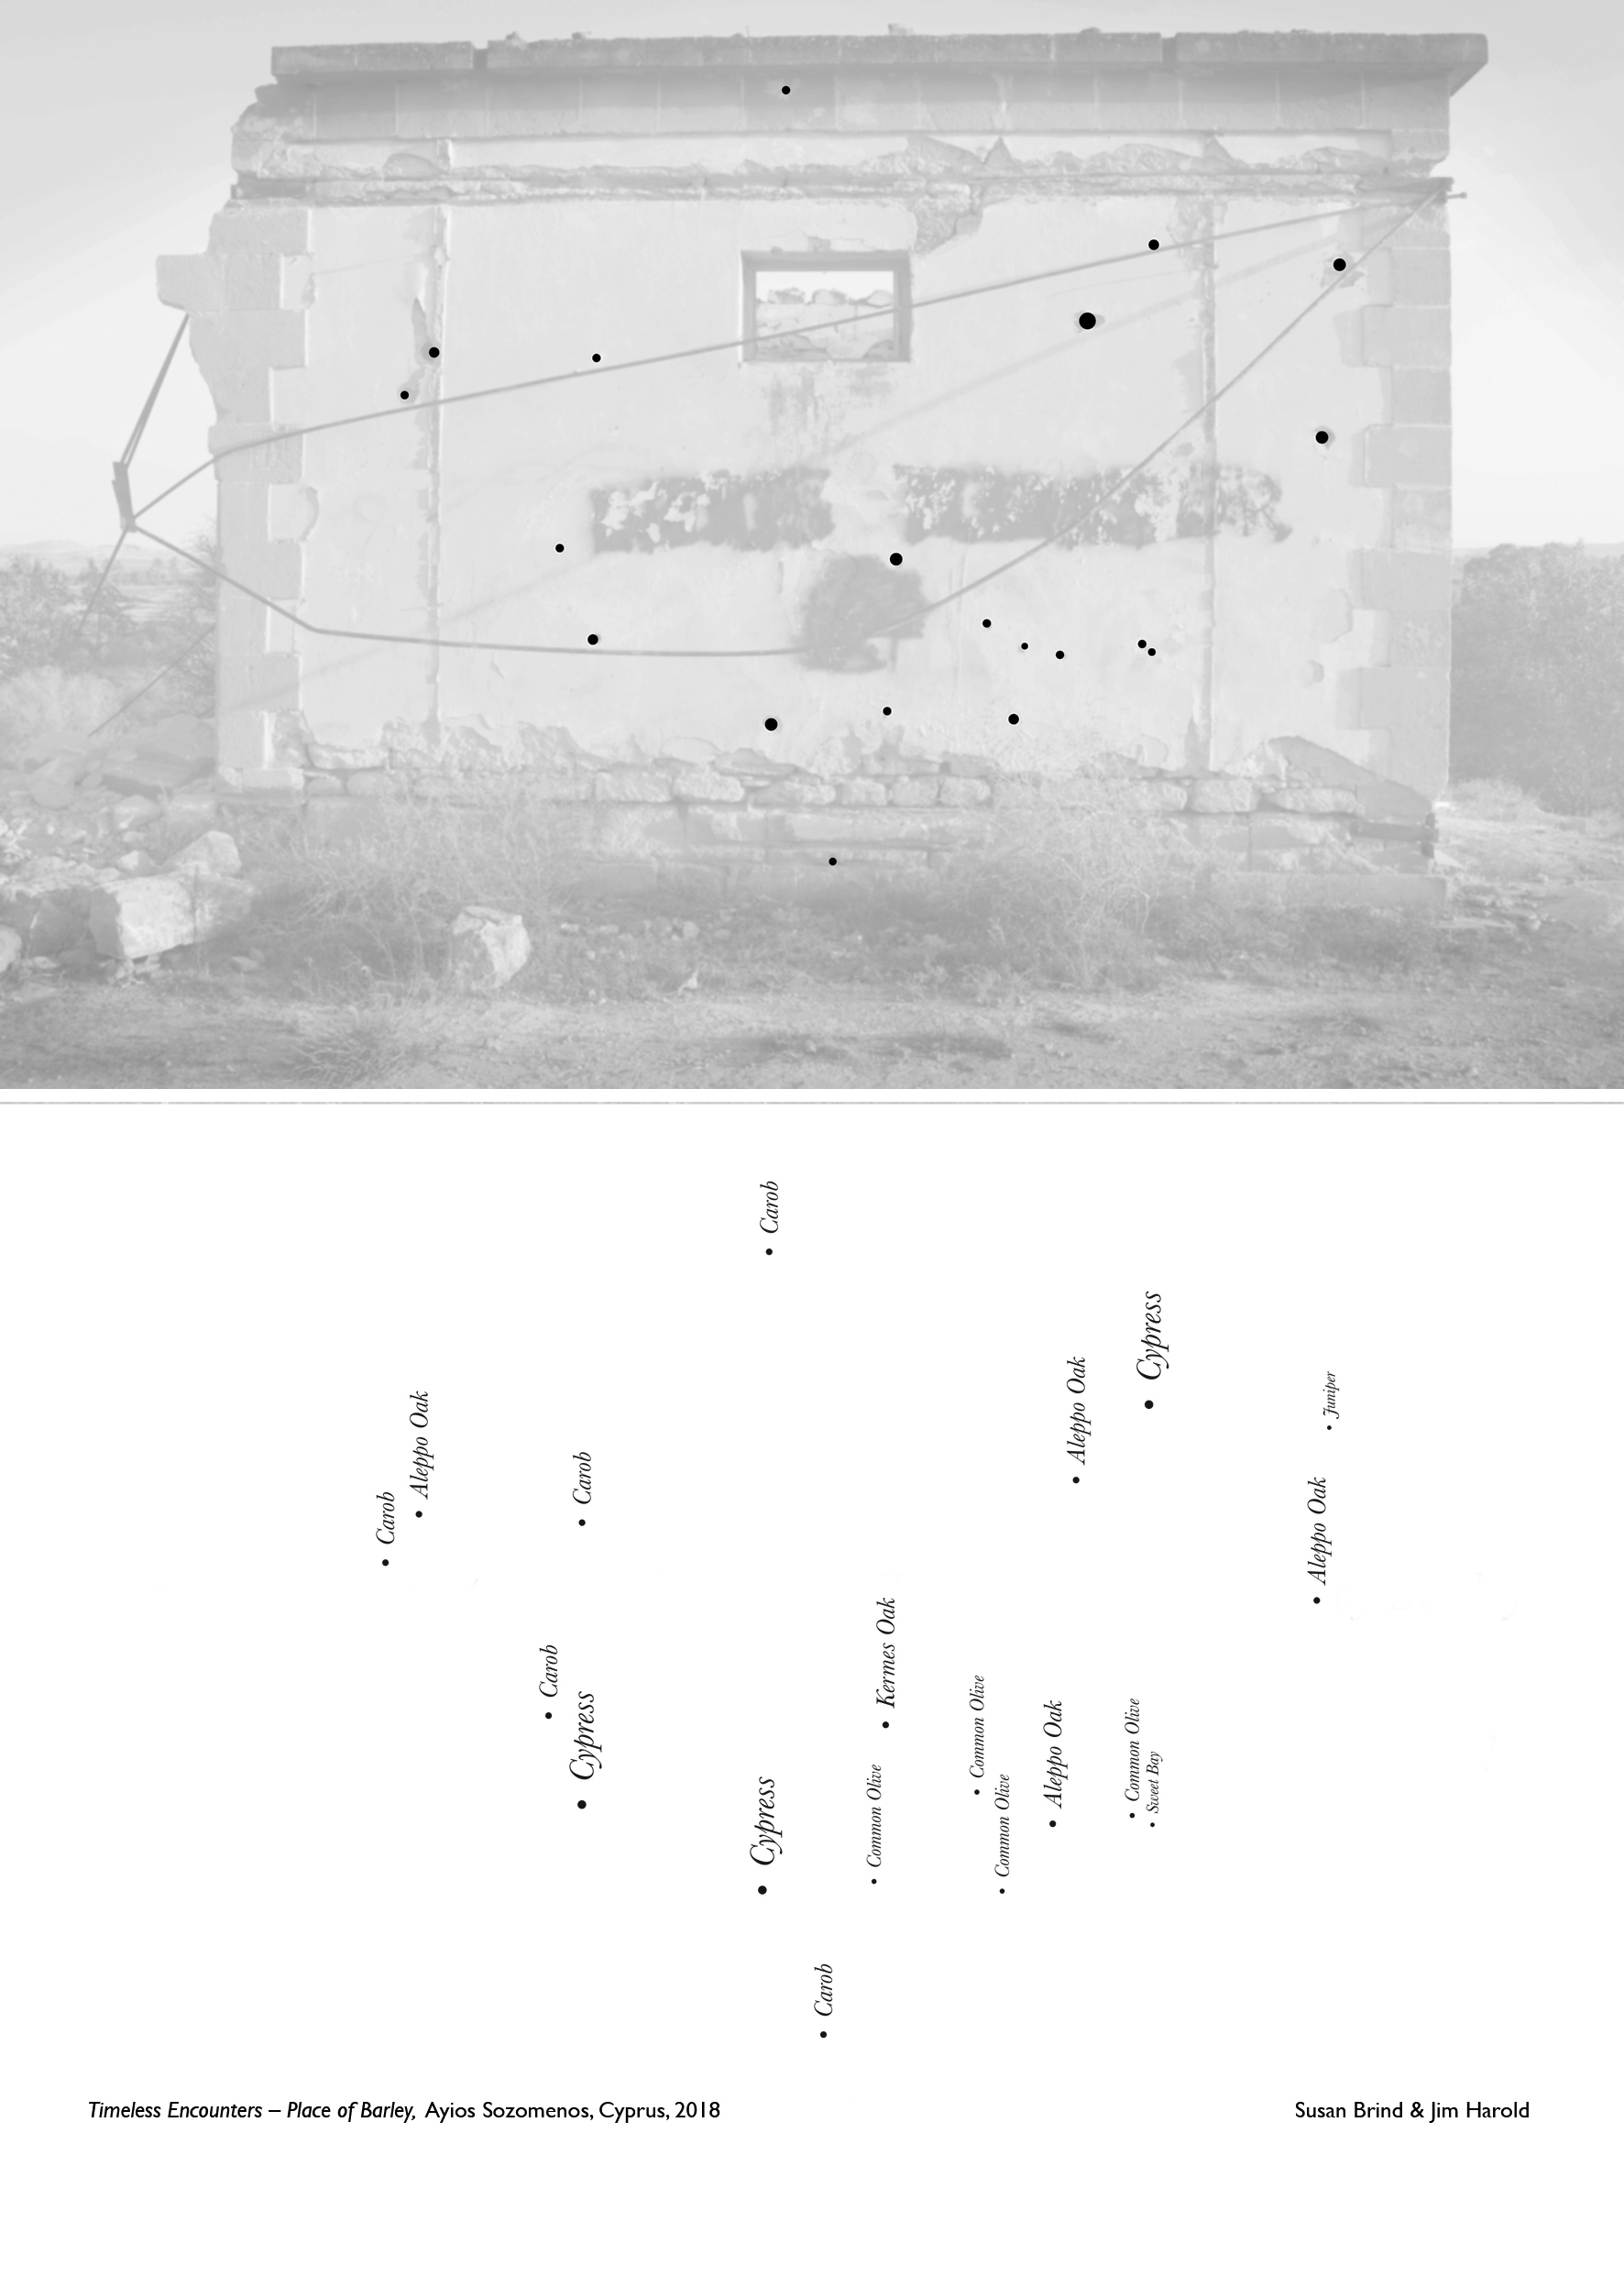 Carob
Cypress
Aleppo Oak
Juniper
Aleppo Oak
Carob
Aleppo Oak
Carob
Kermes Oak
Carob
Common Olive
Cypress
Aleppo Oak
Common Olive
Sweet Bay
Common Olive
Common Olive
Cypress
Carob
Timeless Encounters – Place of Barley, Ayios Sozomenos, Cyprus, 2018
Susan Brind & Jim Harold